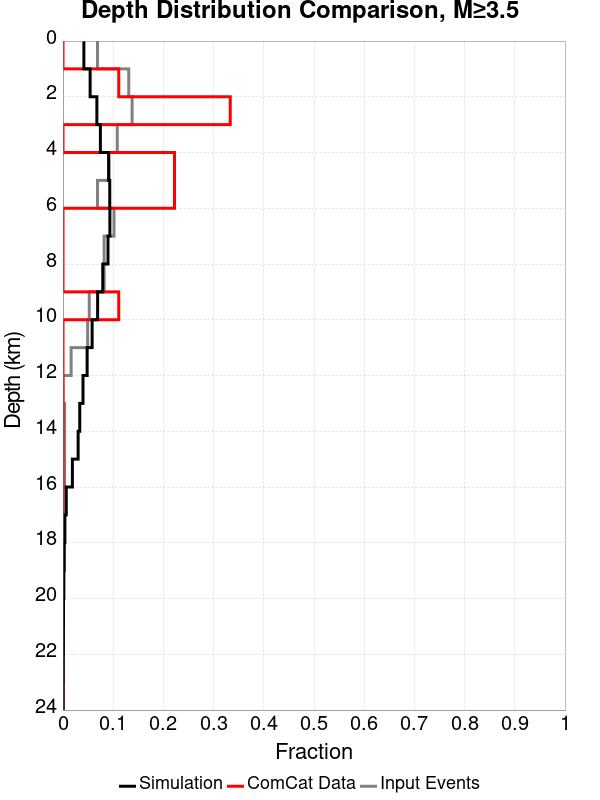 Depth Distribution Comparison, M≥3.5
0
2
4
6
8
10
12
14
16
18
20
22
24
Depth (km)
0 0.1 0.2 0.3 0.4 0.5 0.6 0.7 0.8 0.9 1
Fraction
Simulation ComCat Data Input Events